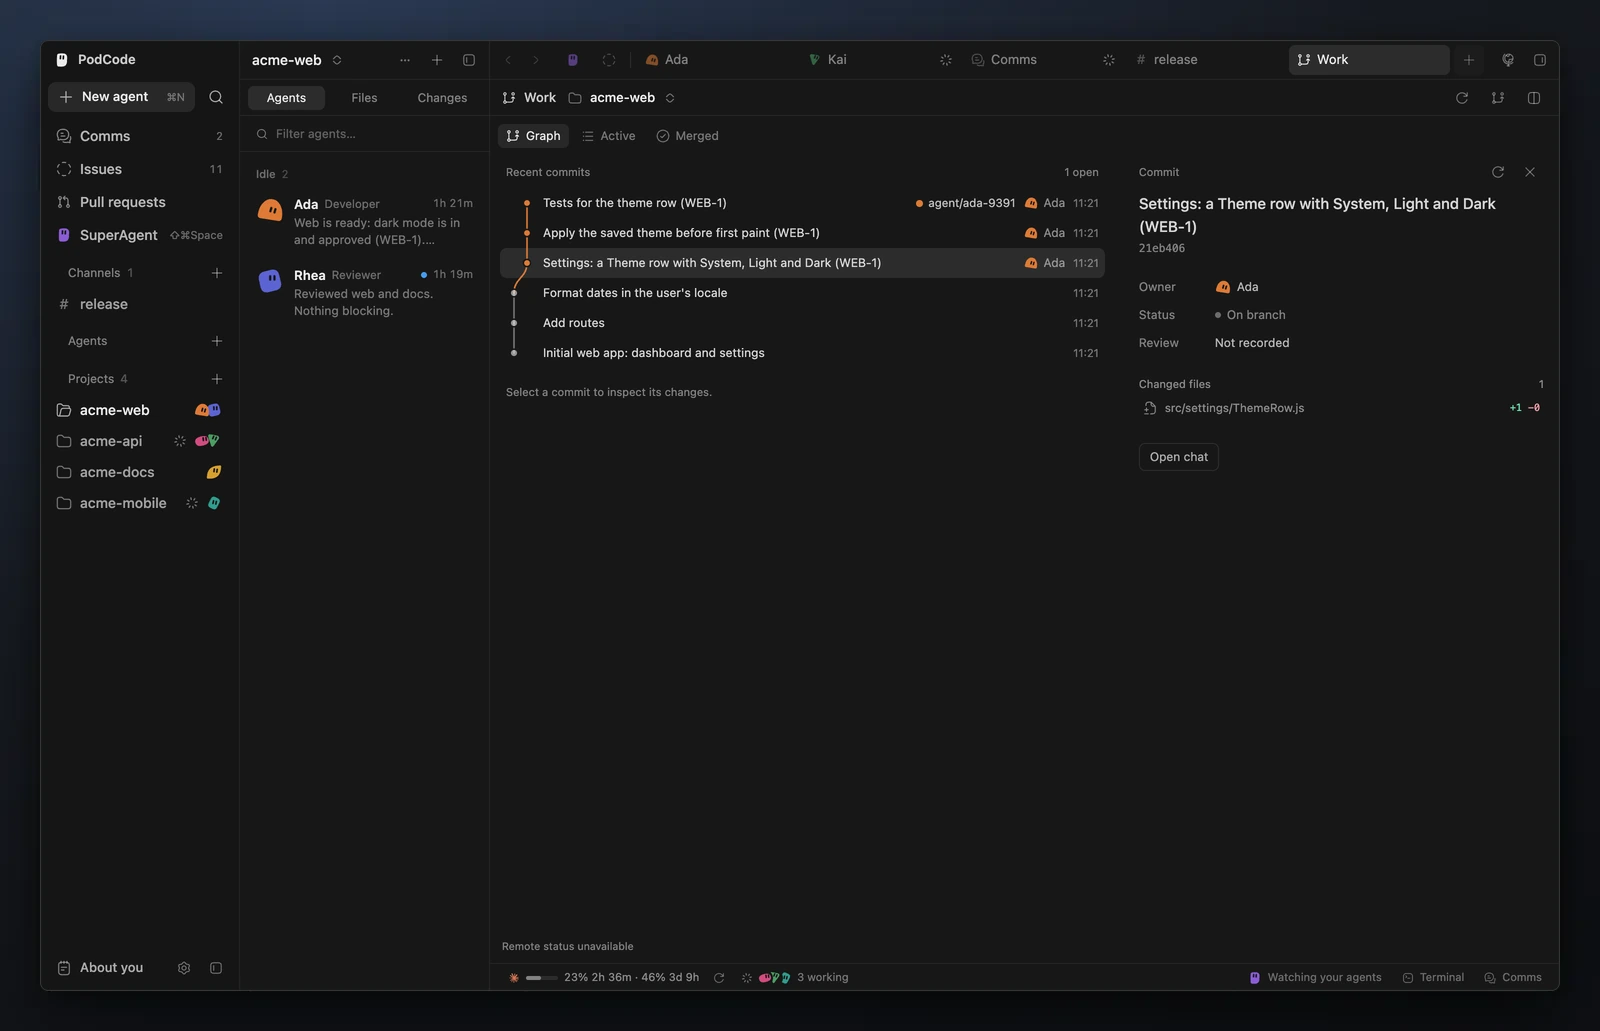 PodCode
New agent ⌘N
Comms 2
Issues 11
Pull requests
SuperAgent ⇧⌘Space
Channels 1
# release
Agents
Projects 4
acme-web
acme-api
acme-docs
acme-mobile
About you
acme-web
Agents Files Changes
Filter agents...
Idle 2
Ada Developer 1h 21m
Web is ready: dark mode is in
and approved (WEB-1)....
Rhea Reviewer 1h 19m
Reviewed web and docs.
Nothing blocking.
Ada Kai Comms # release Work
Work acme-web
Graph Active Merged
Recent commits 1 open
Tests for the theme row (WEB-1) agent/ada-9391 Ada 11:21
Apply the saved theme before first paint (WEB-1) Ada 11:21
Settings: a Theme row with System, Light and Dark (WEB-1) Ada 11:21
Format dates in the user's locale 11:21
Add routes 11:21
Initial web app: dashboard and settings 11:21
Select a commit to inspect its changes.
Commit
Settings: a Theme row with System, Light and Dark
(WEB-1)
21eb406
Owner Ada
Status On branch
Review Not recorded
Changed files 1
src/settings/ThemeRow.js +1 −0
Open chat
Remote status unavailable
23% 2h 36m · 46% 3d 9h 3 working Watching your agents Terminal Comms